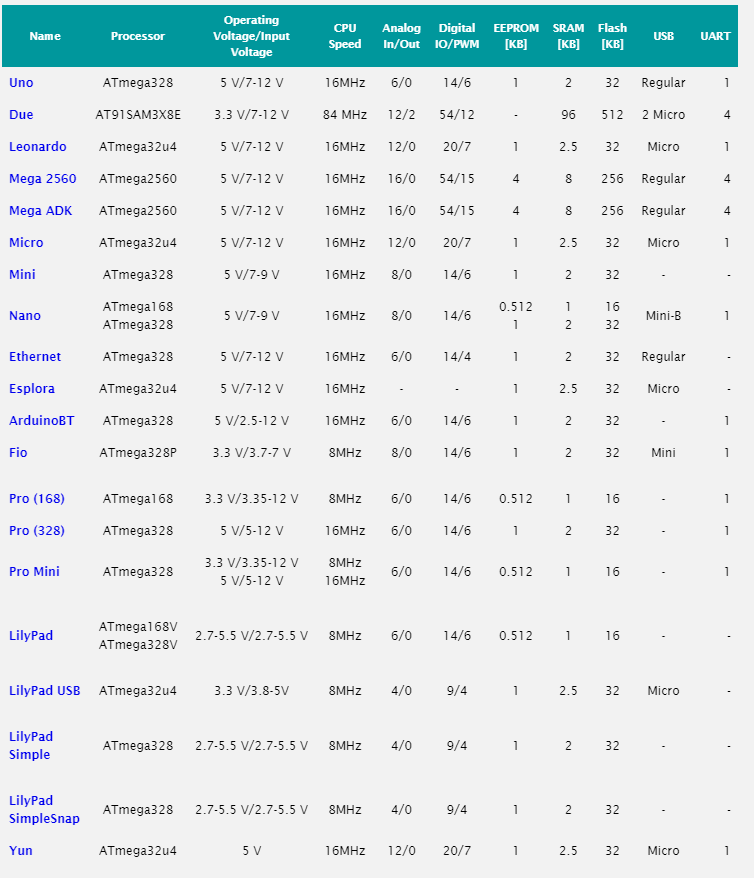 Name Processor Operating Voltage/Input Voltage CPU Speed Analog In/Out Digital IO/PWM EEPROM [KB] SRAM [KB] Flash [KB] USB UART
Uno ATmega328 5 V/7-12 V 16MHz 6/0 14/6 1 2 32 Regular 1
Due AT91SAM3X8E 3.3 V/7-12 V 84 MHz 12/2 54/12 - 96 512 2 Micro 4
Leonardo ATmega32u4 5 V/7-12 V 16MHz 12/0 20/7 1 2.5 32 Micro 1
Mega 2560 ATmega2560 5 V/7-12 V 16MHz 16/0 54/15 4 8 256 Regular 4
Mega ADK ATmega2560 5 V/7-12 V 16MHz 16/0 54/15 4 8 256 Regular 4
Micro ATmega32u4 5 V/7-12 V 16MHz 12/0 20/7 1 2.5 32 Micro 1
Mini ATmega328 5 V/7-9 V 16MHz 8/0 14/6 1 2 32 - -
Nano ATmega168 ATmega328 5 V/7-9 V 16MHz 8/0 14/6 0.512 1 1 2 16 32 Mini-B 1
Ethernet ATmega328 5 V/7-12 V 16MHz 6/0 14/4 1 2 32 Regular -
Esplora ATmega32u4 5 V/7-12 V 16MHz - - 1 2.5 32 Micro -
ArduinoBT ATmega328 5 V/2.5-12 V 16MHz 6/0 14/6 1 2 32 - 1
Fio ATmega328P 3.3 V/3.7-7 V 8MHz 8/0 14/6 1 2 32 Mini 1
Pro (168) ATmega168 3.3 V/3.35-12 V 8MHz 6/0 14/6 0.512 1 16 - 1
Pro (328) ATmega328 5 V/5-12 V 16MHz 6/0 14/6 1 2 32 - 1
Pro Mini ATmega328 3.3 V/3.35-12 V 5 V/5-12 V 8MHz 16MHz 6/0 14/6 0.512 1 16 - 1
LilyPad ATmega168V ATmega328V 2.7-5.5 V/2.7-5.5 V 8MHz 6/0 14/6 0.512 1 16 - -
LilyPad USB ATmega32u4 3.3 V/3.8-5V 8MHz 4/0 9/4 1 2.5 32 Micro -
LilyPad Simple ATmega328 2.7-5.5 V/2.7-5.5 V 8MHz 4/0 9/4 1 2 32 - -
LilyPad SimpleSnap ATmega328 2.7-5.5 V/2.7-5.5 V 8MHz 4/0 9/4 1 2 32 - -
Yun ATmega32u4 5 V 16MHz 12/0 20/7 1 2.5 32 Micro 1